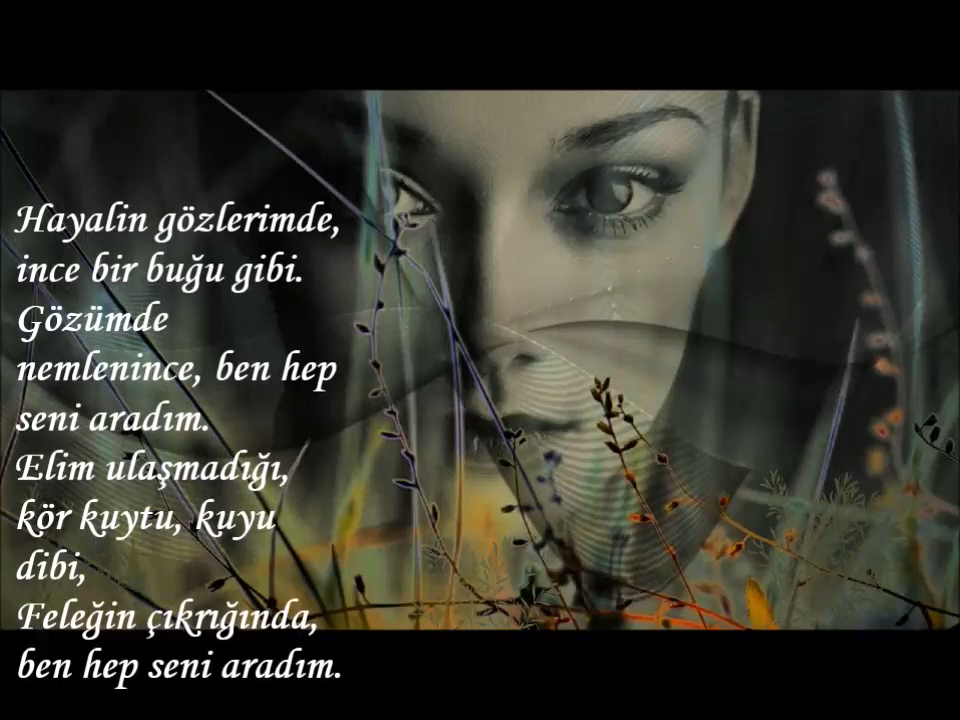 Hayalin gözlerimde,
ince bir buğu gibi.
Gözümde
nemlenince, ben hep
seni aradım.
Elim ulaşmadığı,
kör kuytu, kuyu
dibi,
Feleğin çıkrığında,
ben hep seni aradım.